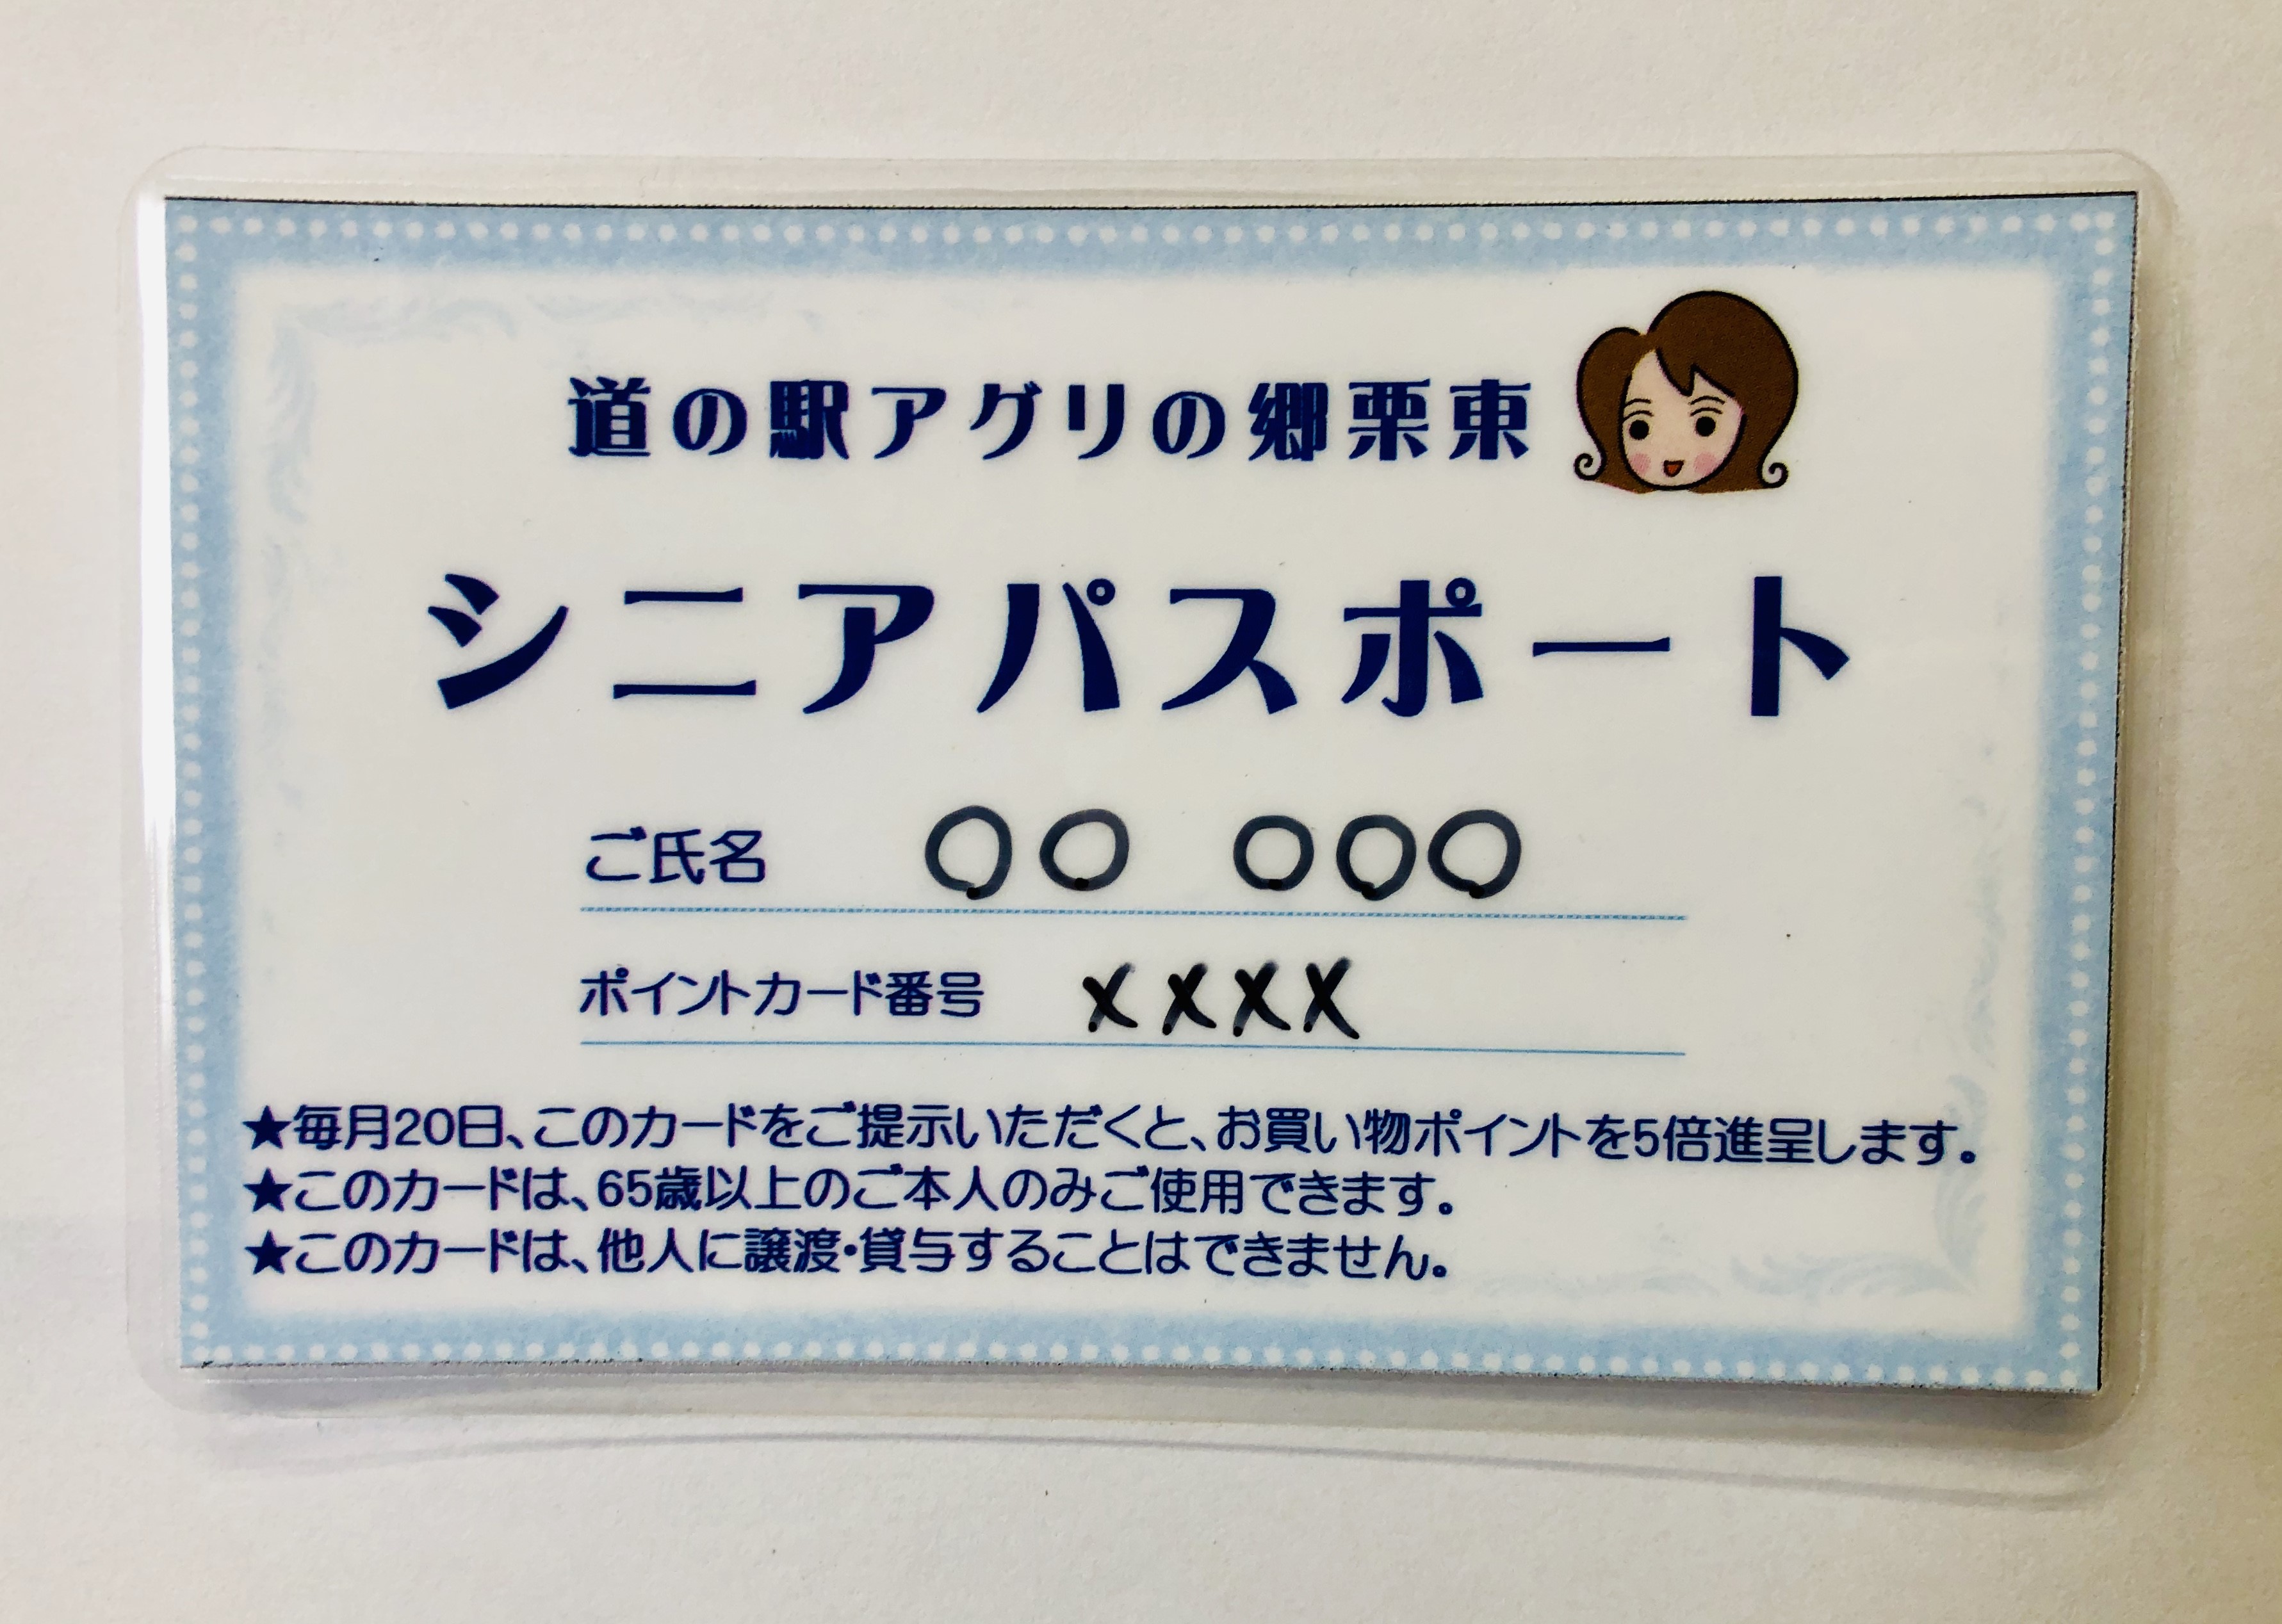 道の駅アグリの郷栗東
シニアパスポート
ご氏名 〇〇 〇〇〇
ポイントカード番号 xxxx
★毎月20日、このカードをご提示いただくと、お買い物ポイントを5倍進呈します。
★このカードは、65歳以上のご本人のみご使用できます。
★このカードは、他人に譲渡・貸与することはできません。